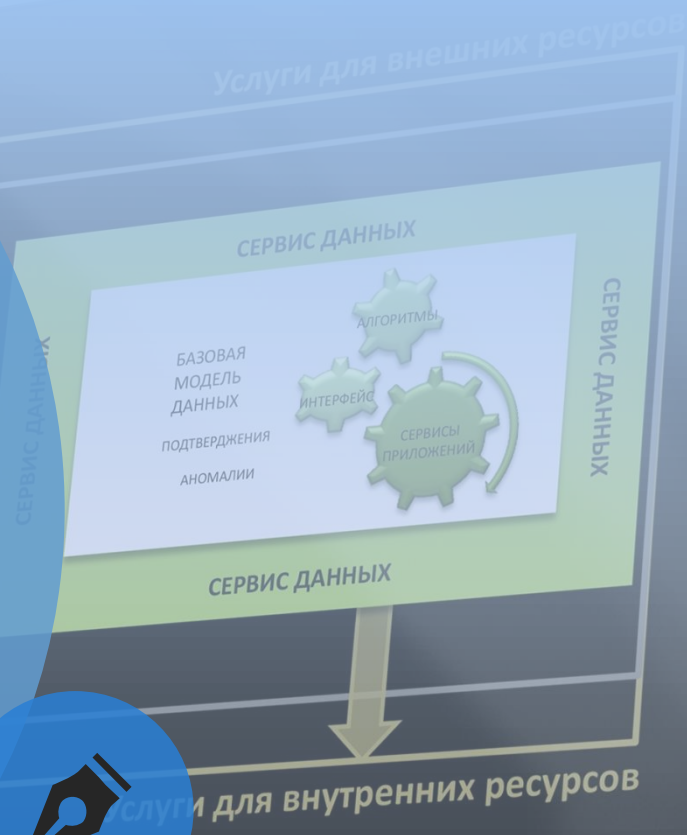 Услуги для внешних ресурсов
СЕРВИС ДАННЫХ
СЕРВИС ДАННЫХ
БАЗОВАЯ
МОДЕЛЬ
ДАННЫХ
ПОДТВЕРДЖЕНИЯ
АНОМАЛИИ
АЛГОРИТМЫ
ИНТЕРФЕЙС
СЕРВИСЫ
ПРИЛОЖЕНИЙ
СЕРВИС ДАННЫХ
СЕРВИС ДАННЫХ
Услуги для внутренних ресурсов